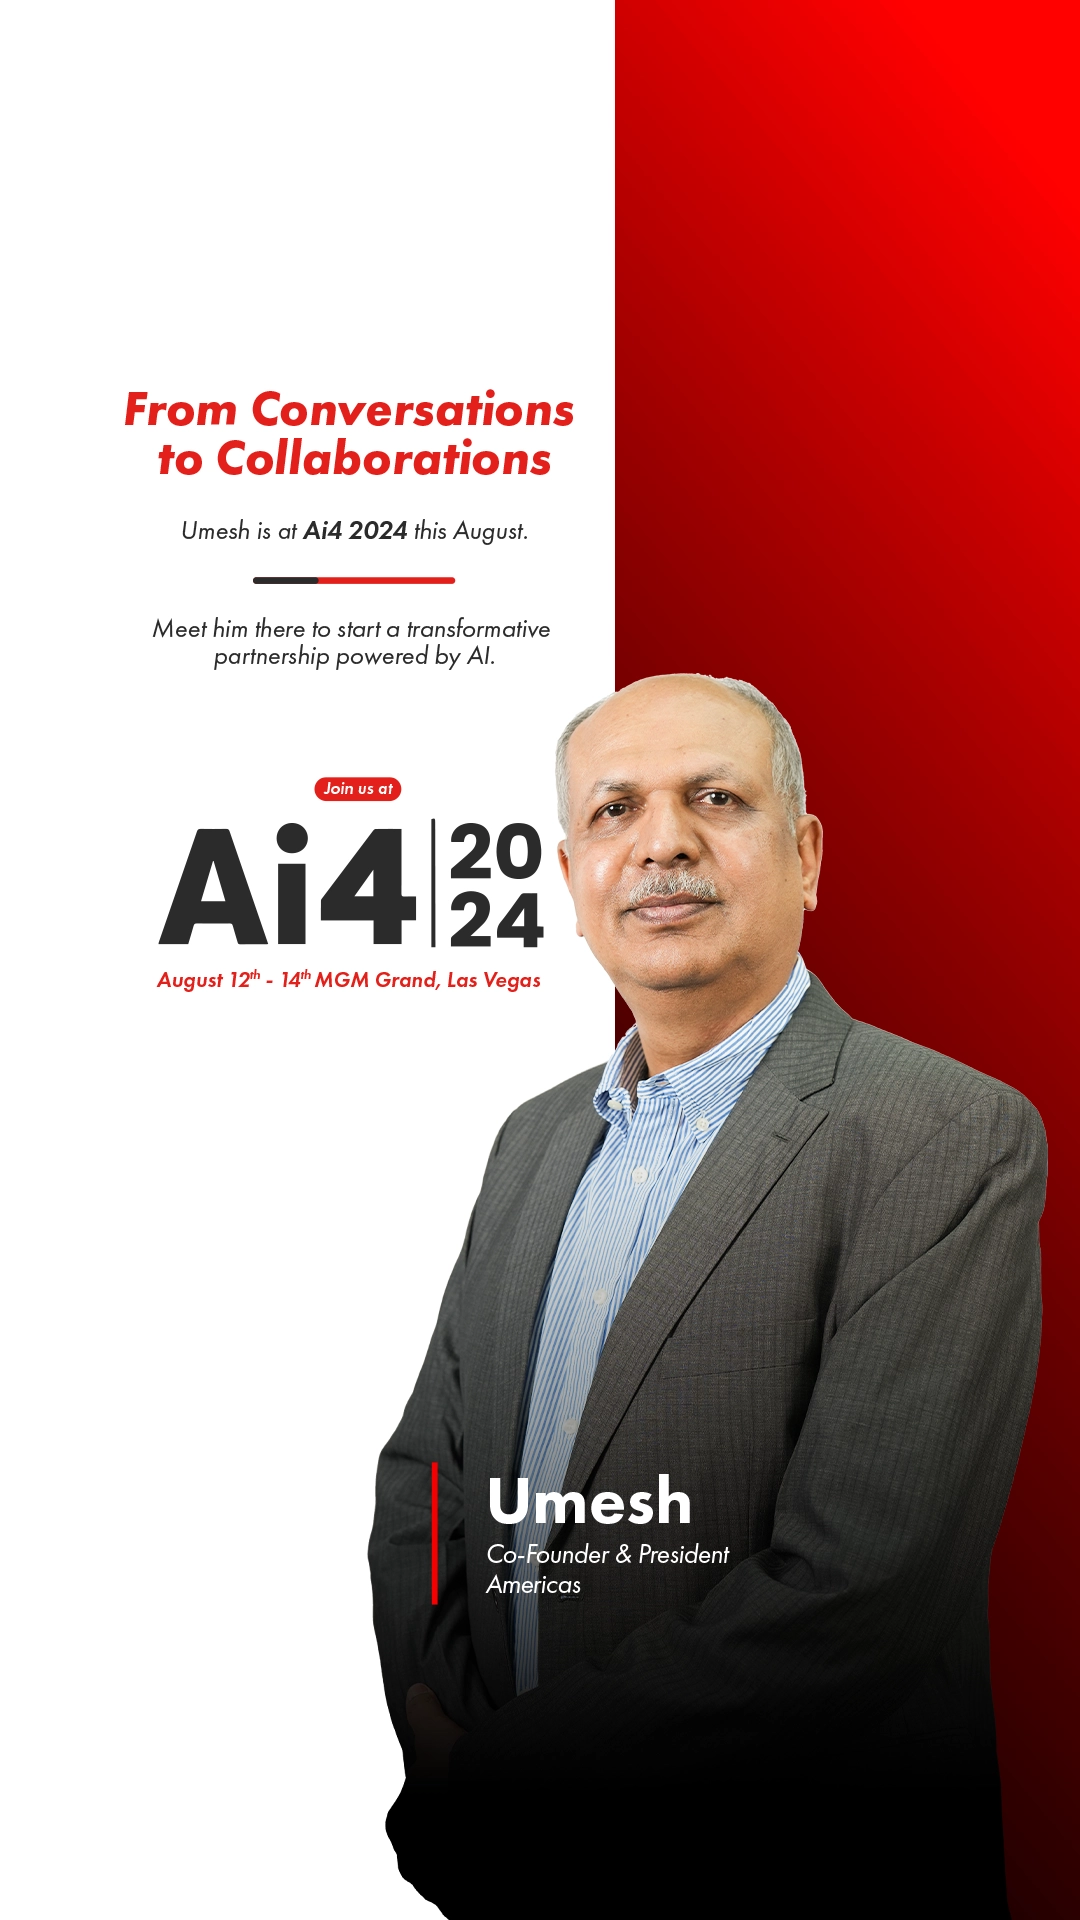 From Conversations
to Collaborations
Umesh is at Ai4 2024 this August.
Meet him there to start a transformative
partnership powered by AI.
Join us at
Ai4 20
24
August 12th - 14th MGM Grand, Las Vegas
Umesh
Co-Founder & President
Americas